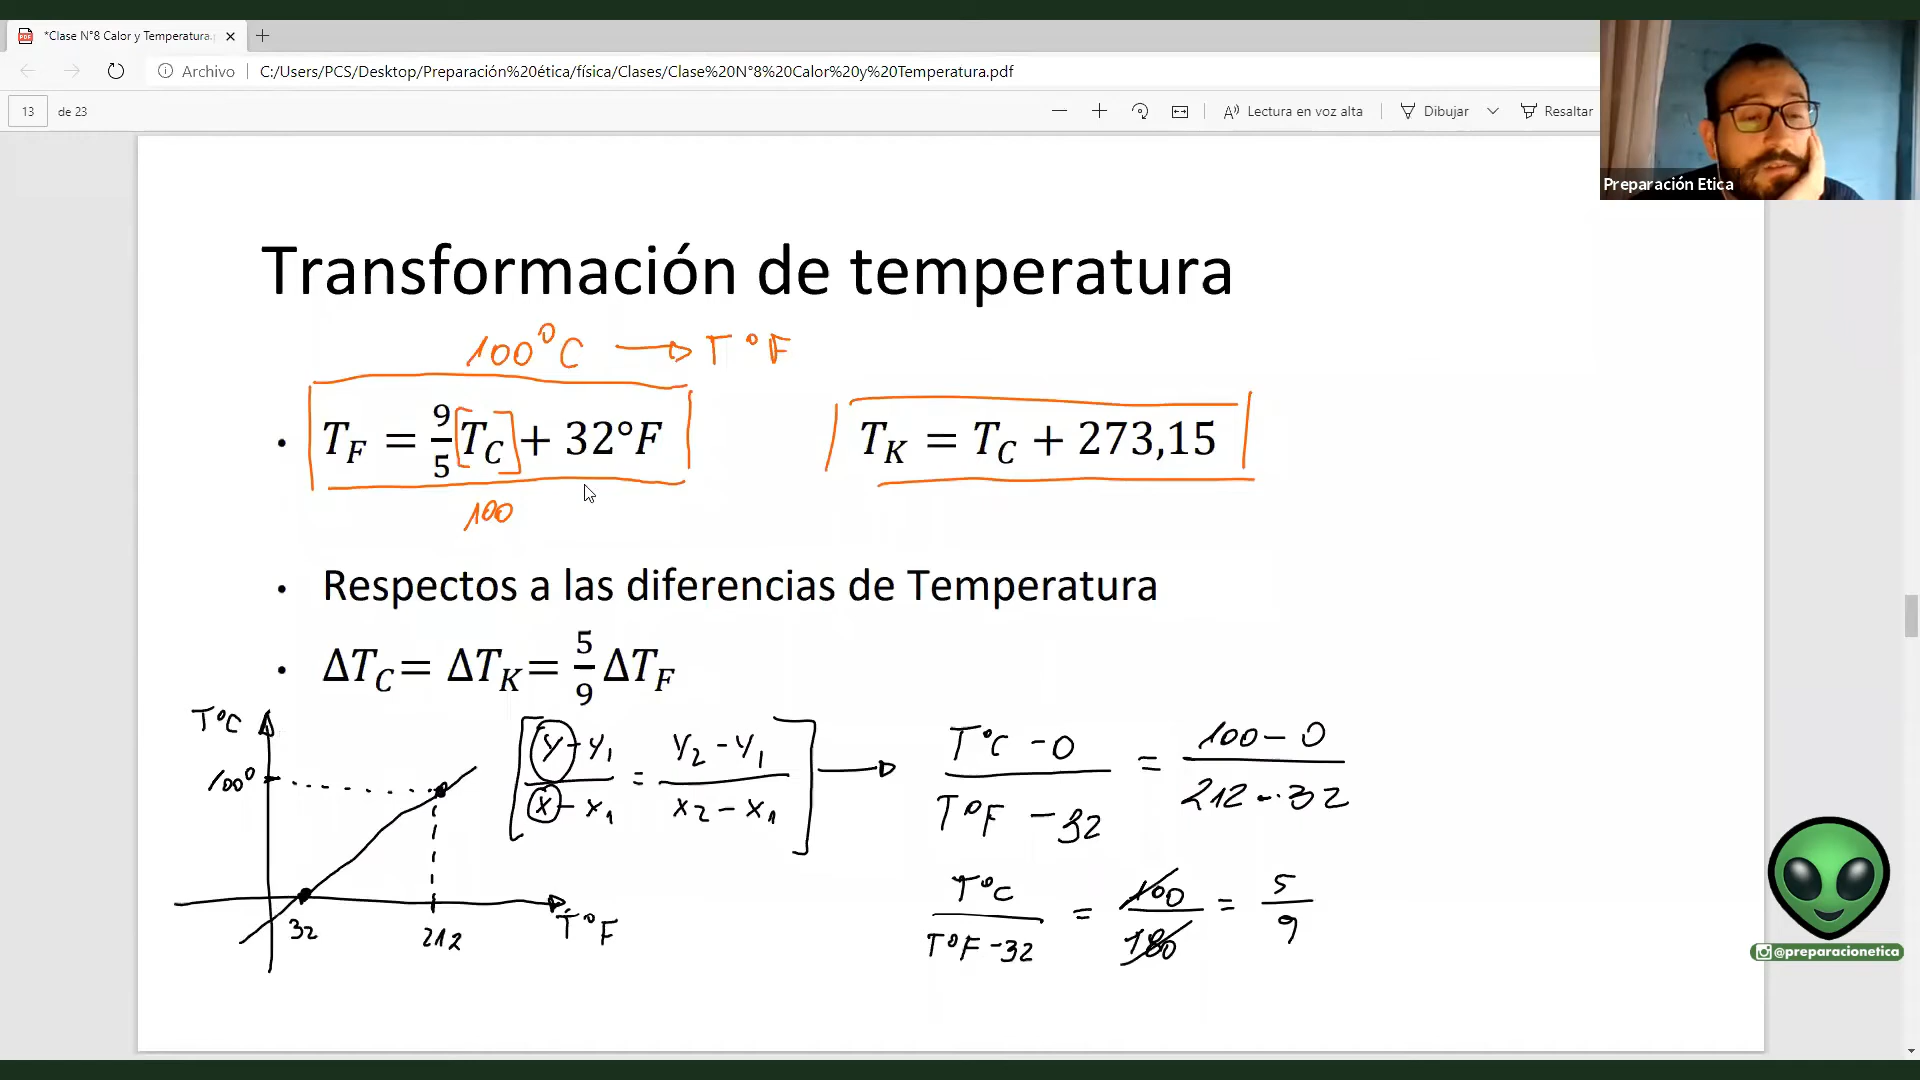 *Clase N°8 Calor y Temperatura.p
Archivo
C:/Users/PCS/Desktop/Preparación%20ética/física/Clases/Clase%20N°8%20Calor%20y%20Temperatura.pdf
13 de 23
Lectura en voz alta
Dibujar
Resaltar
Preparación Etica
Transformación de temperatura
100°C → T°F
• T_F = 9/5 [T_C] + 32°F
T_K = T_C + 273,15
100
• Respectos a las diferencias de Temperatura
• ΔT_C = ΔT_K = 5/9 ΔT_F
T°C
100°
32
212
T°F
[(y - y₁)/(x - x₁) = (y₂ - y₁)/(x₂ - x₁)] →
(T°C - 0)/(T°F - 32) = (100 - 0)/(212 - 32)
T°C/(T°F - 32) = 100/180 = 5/9
@preparacionetica